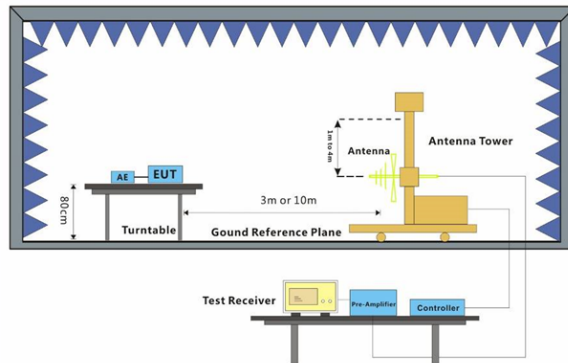 1m to 4m
Antenna
Antenna Tower
AE
EUT
80cm
3m or 10m
Turntable
Gound Reference Plane
Test Receiver
Pre-Amplifier
Controller